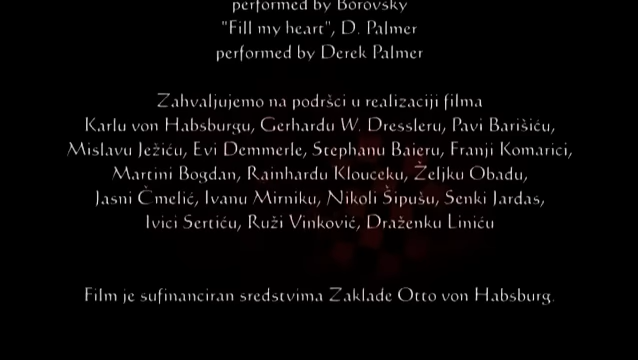 performed by Borovsky
"Fill my heart", D. Palmer
performed by Derek Palmer
Zahvaljujemo na podršci u realizaciji filma
Karlu von Habsburgu, Gerhardu W. Dressleru, Pavi Barišiću,
Mislavu Ježiću, Evi Demmerle, Stephanu Baieru, Franji Komarici,
Martini Bogdan, Rainhardu Kloučeku, Željku Obadu,
Jasni Čmelić, Ivanu Mirniku, Nikoli Šipušu, Senki Jardas,
Ivici Sertiću, Ruži Vinković, Draženku Liniću
Film je sufinanciran sredstvima Zaklade Otto von Habsburg.